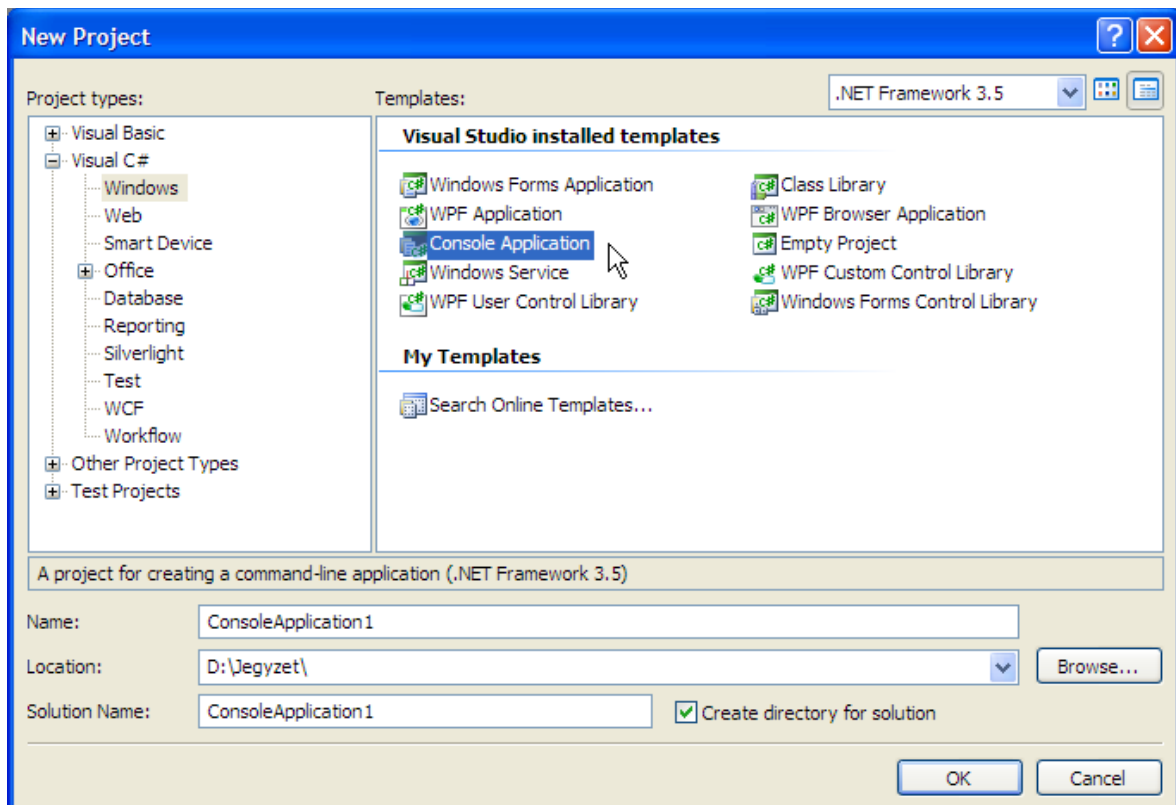 New Project
Project types:
Templates:
.NET Framework 3.5
Visual Basic
Visual C#
Windows
Web
Smart Device
Office
Database
Reporting
Silverlight
Test
WCF
Workflow
Other Project Types
Test Projects
Visual Studio installed templates
Windows Forms Application
Class Library
WPF Application
WPF Browser Application
Console Application
Empty Project
Windows Service
WPF Custom Control Library
WPF User Control Library
Windows Forms Control Library
My Templates
Search Online Templates...
A project for creating a command-line application (.NET Framework 3.5)
Name:
ConsoleApplication1
Location:
D:\Jegyzet\
Browse...
Solution Name:
ConsoleApplication1
Create directory for solution
OK
Cancel